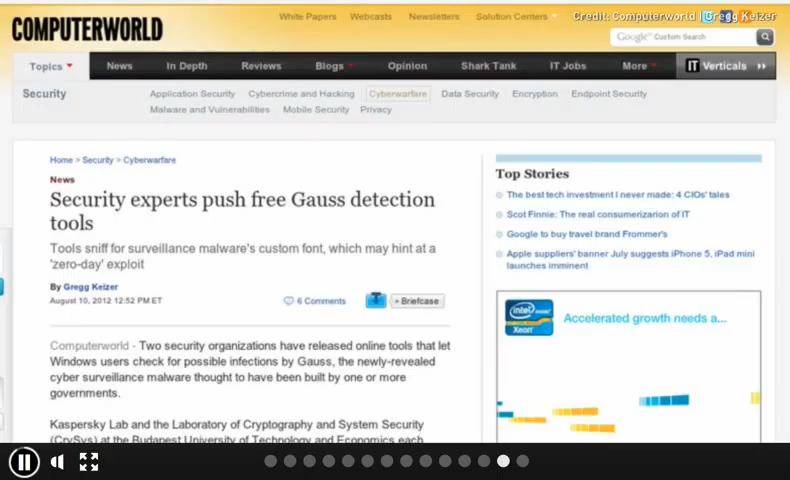 White Papers Webcasts Newsletters Solution Centers Credit: Computerworld | Gregg Keizer
COMPUTERWORLD
Google™ Custom Search
Topics News In Depth Reviews Blogs Opinion Shark Tank IT Jobs More IT Verticals
Security Application Security Cybercrime and Hacking Cyberwarfare Data Security Encryption Endpoint Security
Malware and Vulnerabilities Mobile Security Privacy
Home > Security > Cyberwarfare
News
Security experts push free Gauss detection
tools
Tools sniff for surveillance malware's custom font, which may hint at a
'zero-day' exploit
By Gregg Keizer
August 10, 2012 12:52 PM ET
6 Comments
+ Briefcase
Computerworld - Two security organizations have released online tools that let
Windows users check for possible infections by Gauss, the newly-revealed
cyber surveillance malware thought to have been built by one or more
governments.
Kaspersky Lab and the Laboratory of Cryptography and System Security
(CrySys) at the Budapest University of Technology and Economics each
Top Stories
The best tech investment I never made: 4 CIOs' tales
Scot Finnie: The real consumerizarion of IT
Google to buy travel brand Frommer's
Apple suppliers' banner July suggests iPhone 5, iPad mini
launches imminent
intel
Xeon
Accelerated growth needs a...